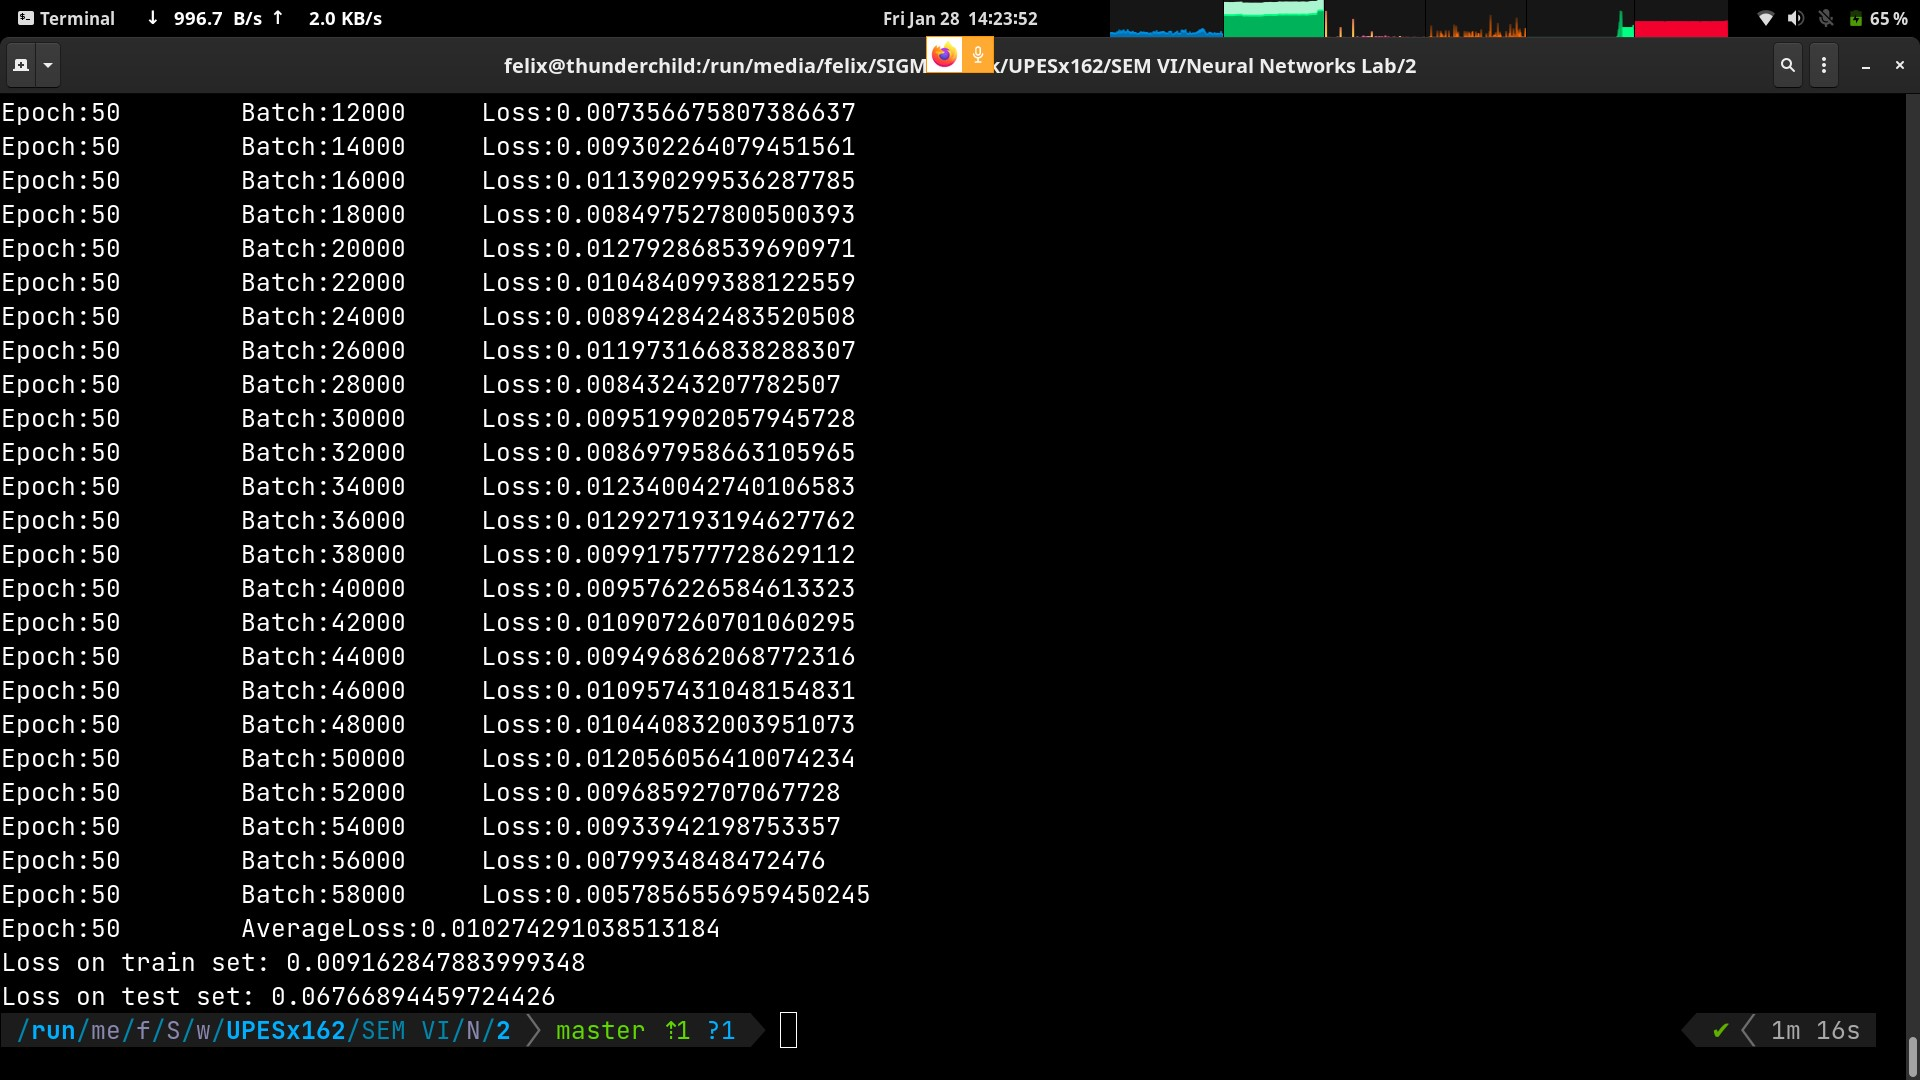 Terminal ↓ 996.7 B/s ↑ 2.0 KB/s Fri Jan 28 14:23:52 65 %
felix@thunderchild:/run/media/felix/SIGM k/UPESx162/SEM VI/Neural Networks Lab/2
Epoch:50 Batch:12000 Loss:0.007356675807386637
Epoch:50 Batch:14000 Loss:0.009302264079451561
Epoch:50 Batch:16000 Loss:0.011390299536287785
Epoch:50 Batch:18000 Loss:0.008497527800500393
Epoch:50 Batch:20000 Loss:0.012792868539690971
Epoch:50 Batch:22000 Loss:0.010484099388122559
Epoch:50 Batch:24000 Loss:0.008942842483520508
Epoch:50 Batch:26000 Loss:0.011973166838288307
Epoch:50 Batch:28000 Loss:0.00843243207782507
Epoch:50 Batch:30000 Loss:0.009519902057945728
Epoch:50 Batch:32000 Loss:0.008697958663105965
Epoch:50 Batch:34000 Loss:0.012340042740106583
Epoch:50 Batch:36000 Loss:0.012927193194627762
Epoch:50 Batch:38000 Loss:0.009917577728629112
Epoch:50 Batch:40000 Loss:0.009576226584613323
Epoch:50 Batch:42000 Loss:0.010907260701060295
Epoch:50 Batch:44000 Loss:0.009496862068772316
Epoch:50 Batch:46000 Loss:0.010957431048154831
Epoch:50 Batch:48000 Loss:0.010440832003951073
Epoch:50 Batch:50000 Loss:0.012056056410074234
Epoch:50 Batch:52000 Loss:0.00968592707067728
Epoch:50 Batch:54000 Loss:0.00933942198753357
Epoch:50 Batch:56000 Loss:0.00799348484​72476
Epoch:50 Batch:58000 Loss:0.0057856556959450245
Epoch:50 AverageLoss:0.010274291038513184
Loss on train set: 0.009162847883999348
Loss on test set: 0.06766894459724426
/run/me/f/S/w/UPESx162/SEM VI/N/2 master ⇡1 ?1 ✔ 1m 16s